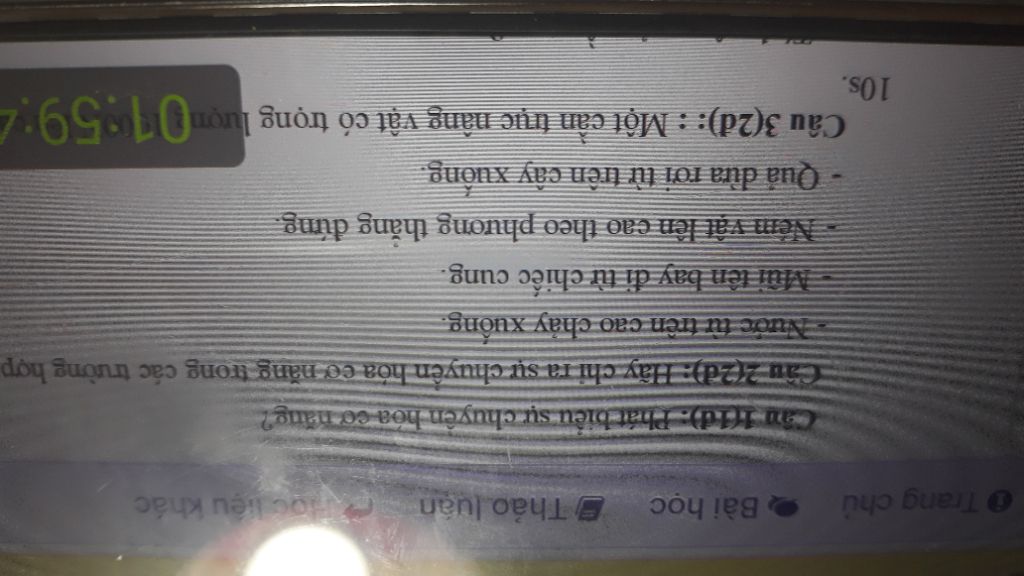 Trang chủ Bài học Thảo luận Học liệu khác
Câu 1(1đ): Phát biểu sự chuyển hóa cơ năng?
Câu 2(2đ): Hãy chỉ ra sự chuyển hóa cơ năng trong các trường hợp
- Nước từ trên cao chảy xuống.
- Mũi tên bay đi từ chiếc cung.
- Ném vật lên cao theo phương thẳng đứng.
- Quả dừa rơi từ trên cây xuống.
Câu 3(2đ): : Một cần trục nâng vật có trọng lượng
01:59:4
10s.